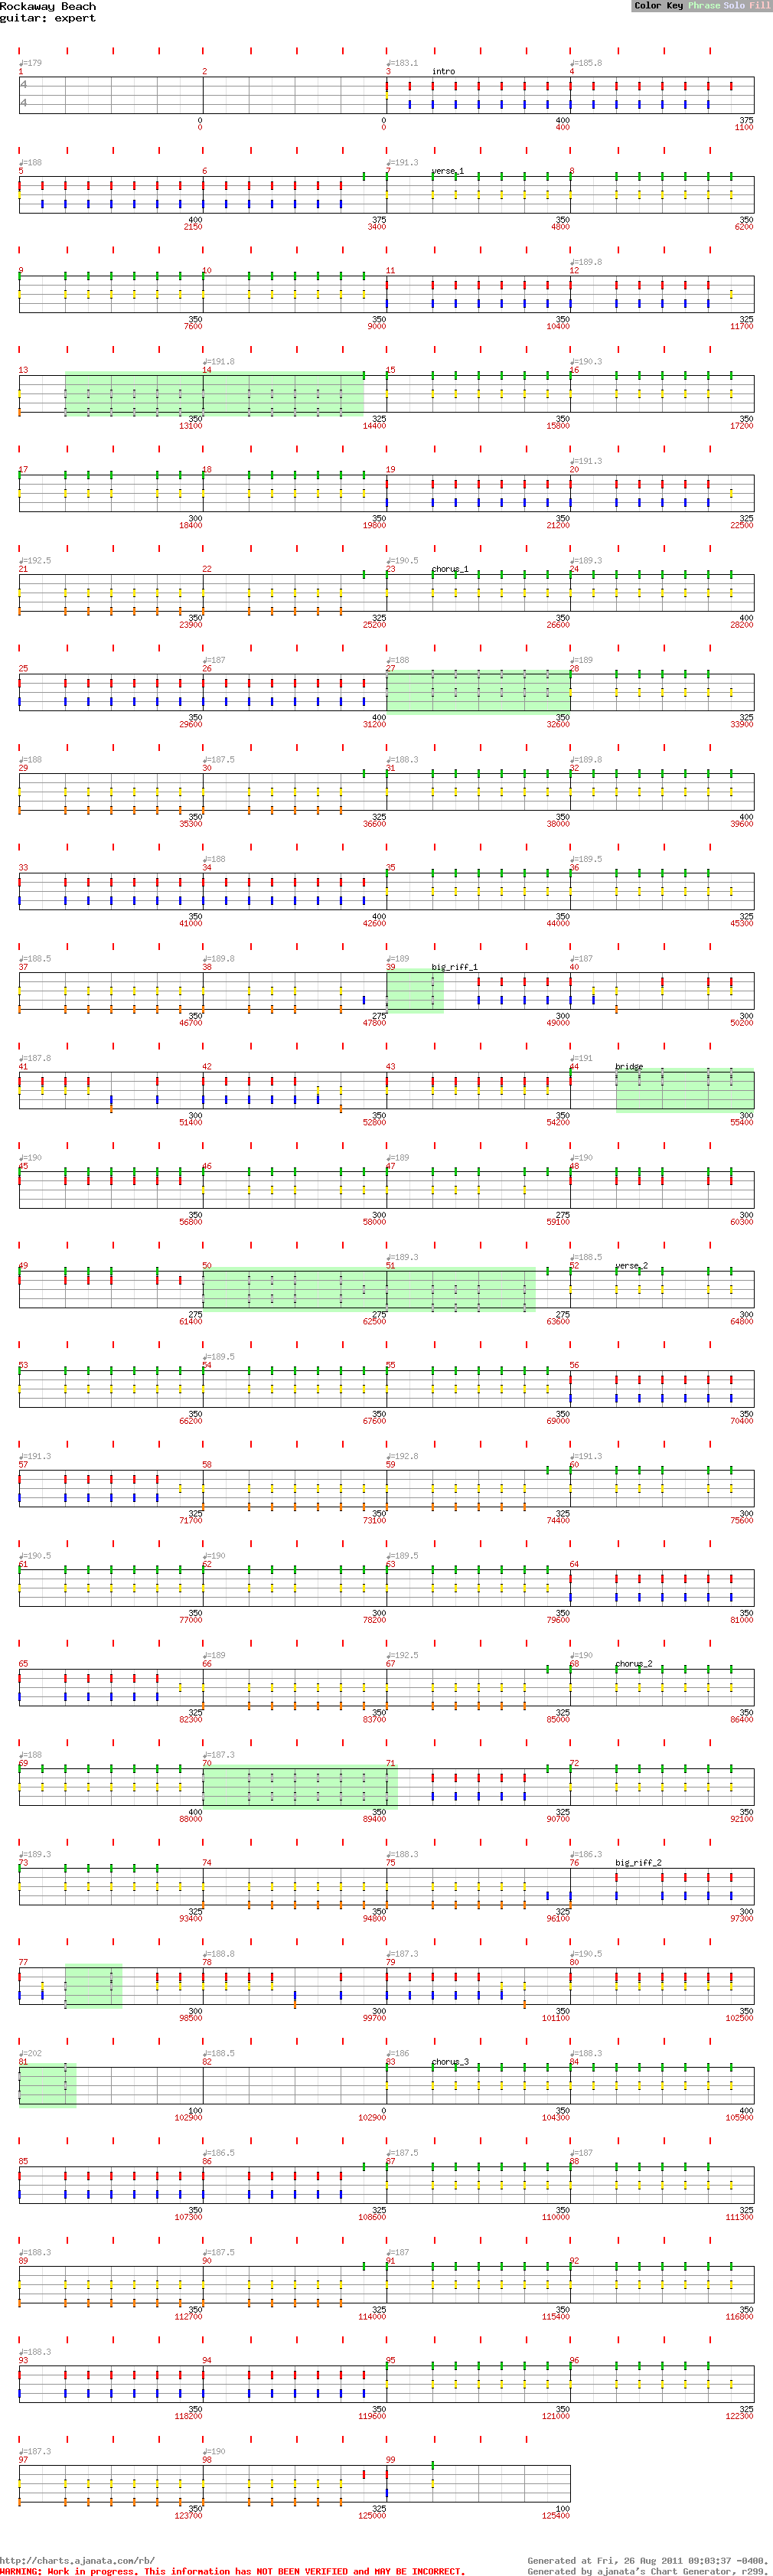 Rockaway Beach
guitar: expert
Color Key Phrase Solo Fill
♩=179 ♩=183.1 ♩=185.8
1 2 3 intro 4
4
4
0 0 400 375
0 0 400 1100
♩=188 ♩=191.3
5 6 7 verse_1 8
400 375 350 350
2150 3400 4800 6200
♩=189.8
9 10 11 12
350 350 350 325
7600 9000 10400 11700
♩=191.8 ♩=190.3
13 14 15 16
350 325 350 350
13100 14400 15800 17200
♩=191.3
17 18 19 20
300 350 350 325
18400 19800 21200 22500
♩=192.5 ♩=190.5 ♩=189.3
21 22 23 chorus_1 24
350 325 350 400
23900 25200 26600 28200
♩=187 ♩=188 ♩=189
25 26 27 28
350 400 350 325
29600 31200 32600 33900
♩=188 ♩=187.5 ♩=188.3 ♩=189.8
29 30 31 32
350 325 350 400
35300 36600 38000 39600
♩=188 ♩=189.5
33 34 35 36
350 400 350 325
41000 42600 44000 45300
♩=188.5 ♩=189.8 ♩=189 ♩=187
37 38 39 big_riff_1 40
350 275 300 300
46700 47800 49000 50200
♩=187.8 ♩=191
41 42 43 44 bridge
300 350 350 300
51400 52800 54200 55400
♩=190 ♩=189 ♩=190
45 46 47 48
350 300 275 300
56800 58000 59100 60300
♩=189.3 ♩=188.5
49 50 51 52 verse_2
275 275 275 300
61400 62500 63600 64800
♩=189.5
53 54 55 56
350 350 350 350
66200 67600 69000 70400
♩=191.3 ♩=192.8 ♩=191.3
57 58 59 60
325 350 325 300
71700 73100 74400 75600
♩=190.5 ♩=190 ♩=189.5
61 62 63 64
350 300 350 350
77000 78200 79600 81000
♩=189 ♩=192.5 ♩=190
65 66 67 68 chorus_2
325 350 325 350
82300 83700 85000 86400
♩=188 ♩=187.3
69 70 71 72
400 350 325 350
88000 89400 90700 92100
♩=189.3 ♩=188.3 ♩=186.3
73 74 75 76 big_riff_2
325 350 325 300
93400 94800 96100 97300
♩=188.8 ♩=187.3 ♩=190.5
77 78 79 80
300 300 350 350
98500 99700 101100 102500
♩=202 ♩=188.5 ♩=186 ♩=188.3
81 82 83 chorus_3 84
100 0 350 400
102900 102900 104300 105900
♩=186.5 ♩=187.5 ♩=187
85 86 87 88
350 325 350 325
107300 108600 110000 111300
♩=188.3 ♩=187.5 ♩=187
89 90 91 92
350 325 350 350
112700 114000 115400 116800
♩=188.3
93 94 95 96
350 350 350 325
118200 119600 121000 122300
♩=187.3 ♩=190
97 98 99
350 325 100
123700 125000 125400
http://charts.ajanata.com/rb/ Generated at Fri, 26 Aug 2011 09:03:37 -0400.
WARNING: Work in progress. This information has NOT BEEN VERIFIED and MAY BE INCORRECT. Generated by ajanata's Chart Generator, r299.